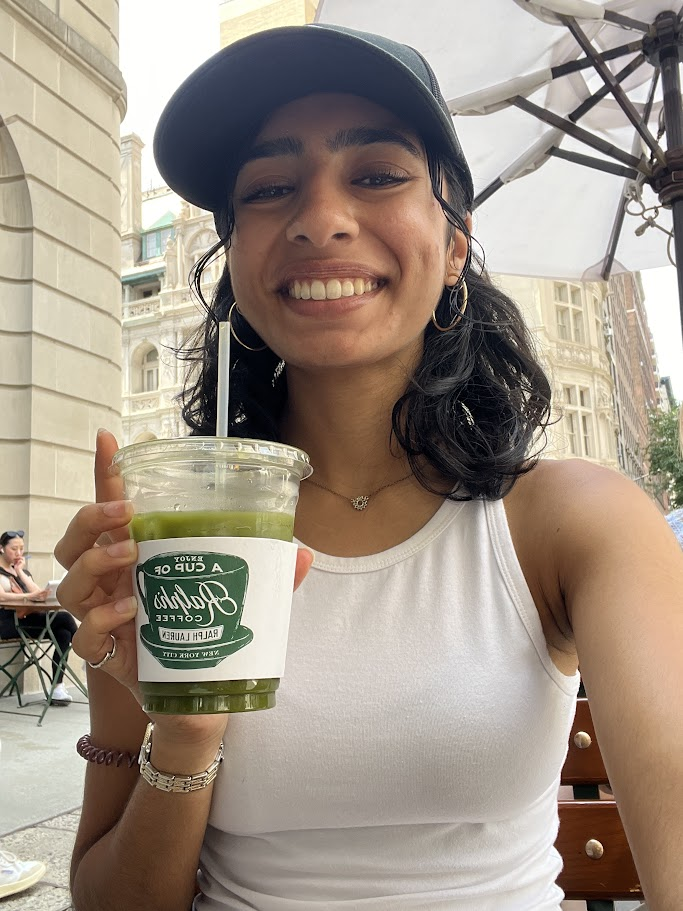 ENJOY
A CUP OF
Ralph's
COFFEE
RALPH LAUREN
NEW YORK CITY